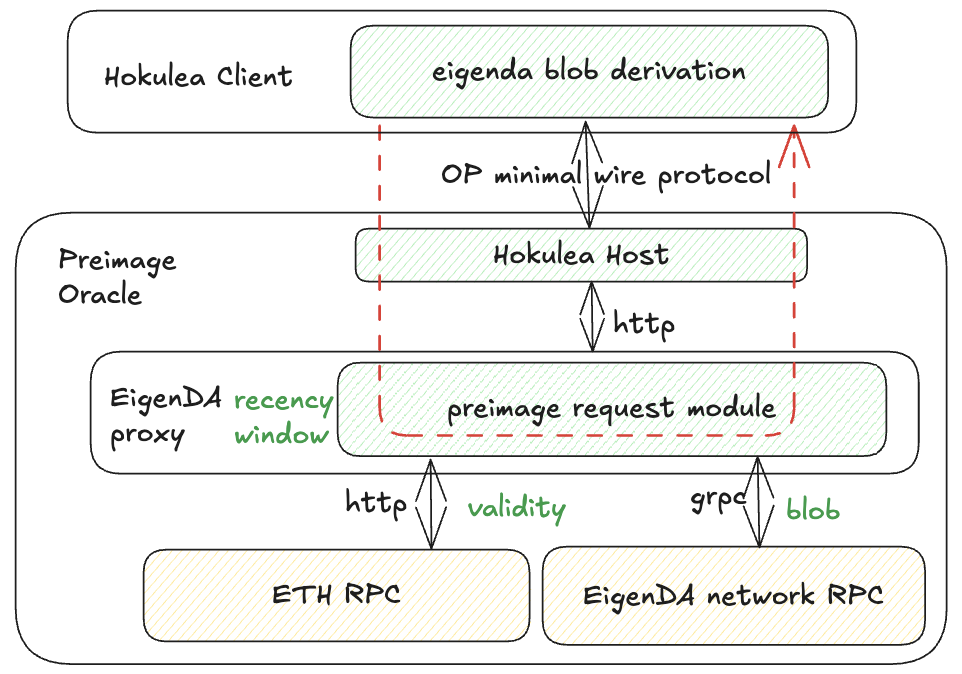 Hokulea Client
eigenda blob derivation
OP minimal wire protocol
Preimage
Oracle
Hokulea Host
http
EigenDA
proxy
recency
window
preimage request module
http
validity
grpc
blob
ETH RPC
EigenDA network RPC